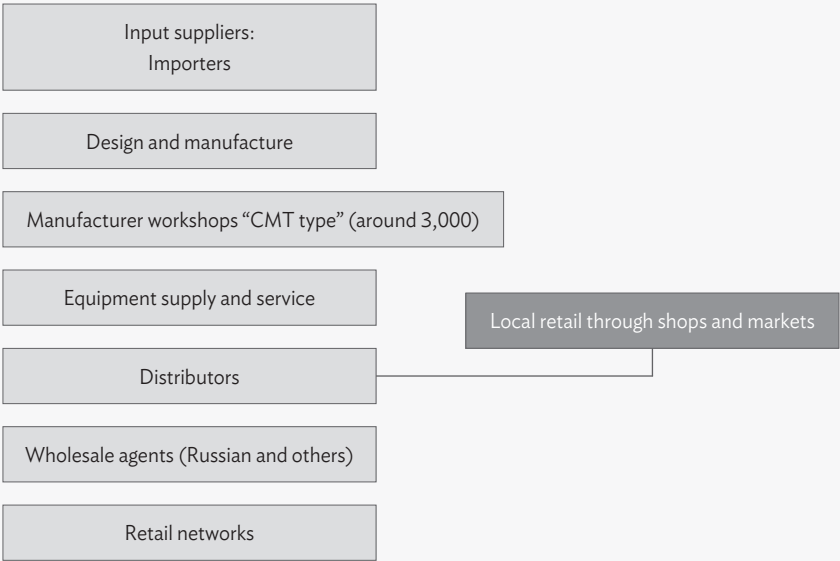 Input suppliers:
Importers
Design and manufacture
Manufacturer workshops “CMT type” (around 3,000)
Equipment supply and service
Local retail through shops and markets
Distributors
Wholesale agents (Russian and others)
Retail networks